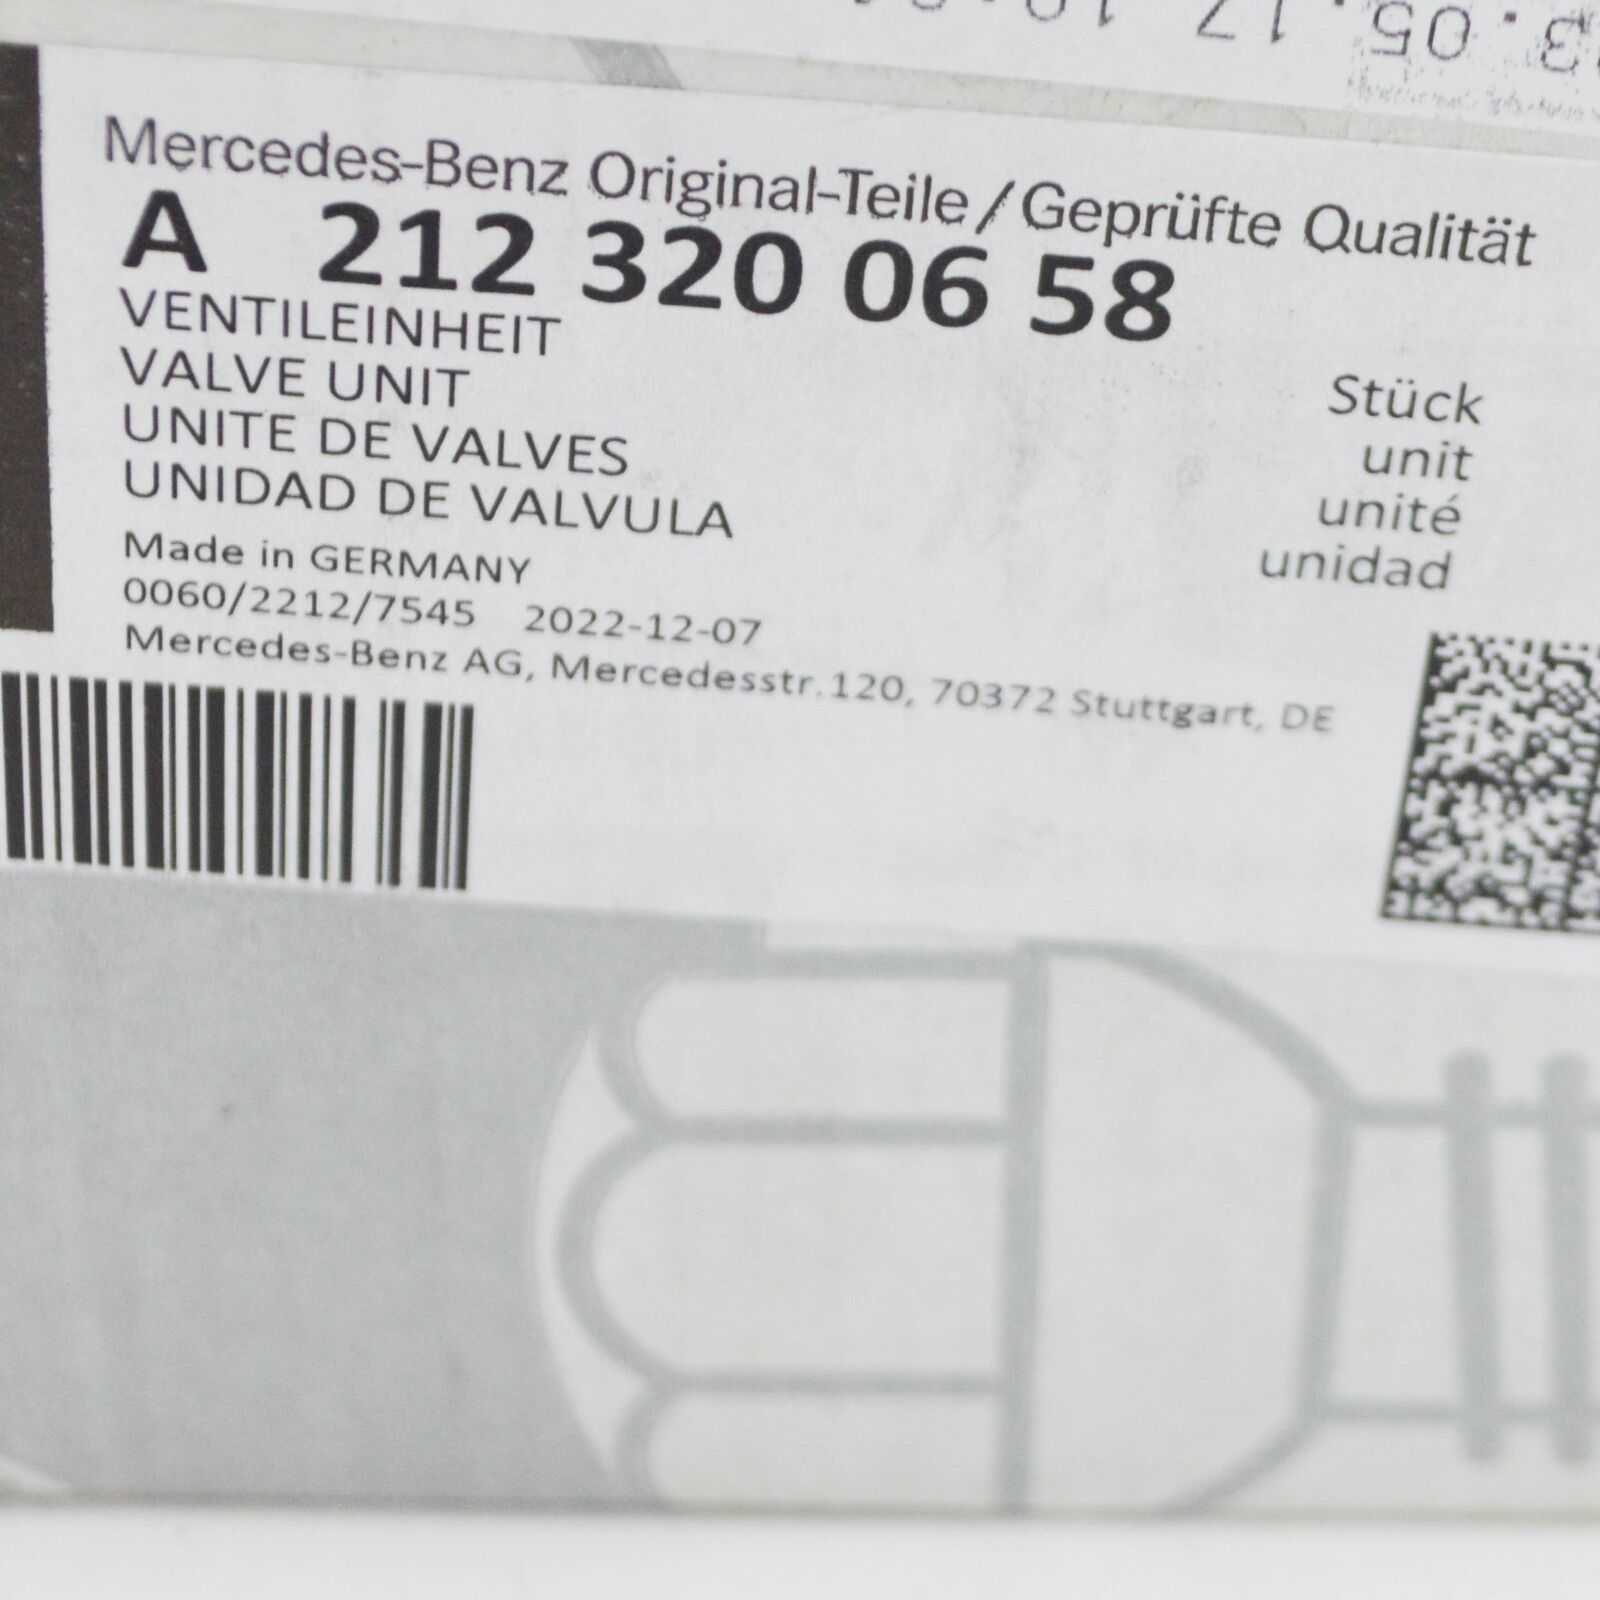 Mercedes-Benz Original-Teile/Geprüfte Qualität
A 212 320 06 58
VENTILEINHEIT
VALVE UNIT
UNITE DE VALVES
UNIDAD DE VALVULA
Stück
unit
unité
unidad
Made in GERMANY
0060/2212/7545 2022-12-07
Mercedes-Benz AG, Mercedesstr.120, 70372 Stuttgart, DE